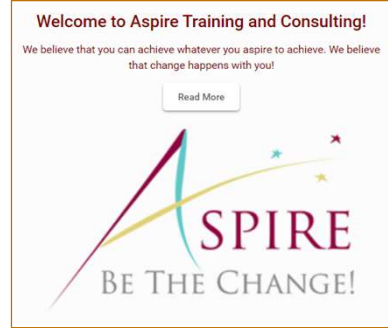 Welcome to Aspire Training and Consulting!
We believe that you can achieve whatever you aspire to achieve. We believe
that change happens with you!
Read More
ASPIRE
BE THE CHANGE!